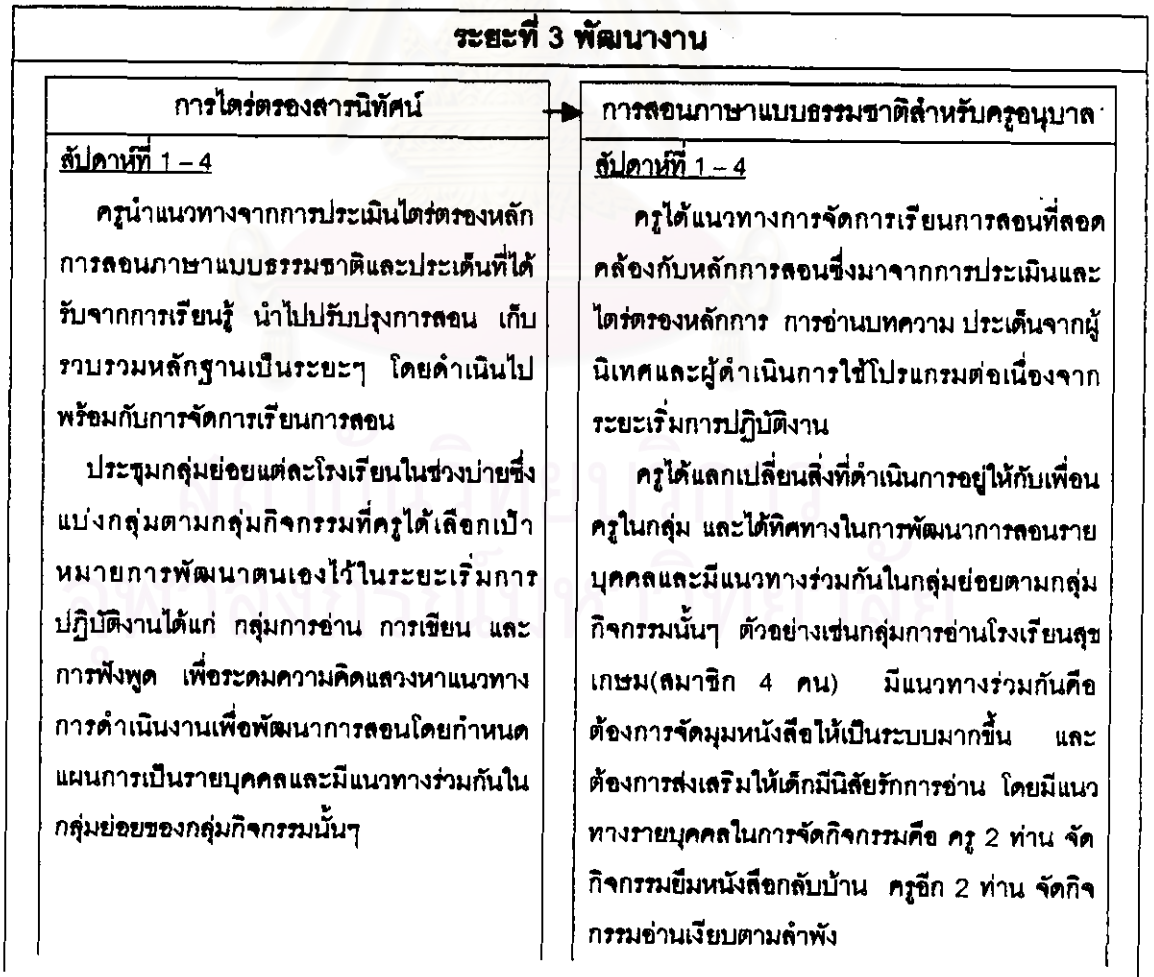 ระยะที่ 3 พัฒนางาน
การไตร่ตรองสารนิทัศน์
สัปดาห์ที่ 1 – 4
ครูนำแนวทางจากการประเมินไตร่ตรองหลัก
การสอนภาษาแบบธรรมชาติและประเด็นที่ได้
รับจากการเรียนรู้ นำไปปรับปรุงการสอน เก็บ
รวบรวมหลักฐานเป็นระยะๆ โดยดำเนินไป
พร้อมกับการจัดการเรียนการสอน
ประชุมกลุ่มย่อยแต่ละโรงเรียนในช่วงบ่ายซึ่ง
แบ่งกลุ่มตามกลุ่มกิจกรรมที่ครูได้เลือกเป้า
หมายการพัฒนาตนเองไว้ในระยะเริ่มการ
ปฏิบัติงานได้แก่ กลุ่มการอ่าน การเขียน และ
การฟังพูด เพื่อระดมความคิดแสวงหาแนวทาง
การดำเนินงานเพื่อพัฒนาการสอนโดยกำหนด
แผนการเป็นรายบุคคลและมีแนวทางร่วมกันใน
กลุ่มย่อยของกลุ่มกิจกรรมนั้นๆ
การสอนภาษาแบบธรรมชาติสำหรับครูอนุบาล
สัปดาห์ที่ 1 – 4
ครูได้แนวทางการจัดการเรียนการสอนที่สอด
คล้องกับหลักการสอนซึ่งมาจากการประเมินและ
ไตร่ตรองหลักการ การอ่านบทความ ประเด็นจากผู้
นิเทศและผู้ดำเนินการใช้โปรแกรมต่อเนื่องจาก
ระยะเริ่มการปฏิบัติงาน
ครูได้แลกเปลี่ยนสิ่งที่ดำเนินการอยู่ให้กับเพื่อน
ครูในกลุ่ม และได้ทิศทางในการพัฒนาการสอนราย
บุคคลและมีแนวทางร่วมกันในกลุ่มย่อยตามกลุ่ม
กิจกรรมนั้นๆ ตัวอย่างเช่นกลุ่มการอ่านโรงเรียนสุข
เกษม(สมาชิก 4 คน) มีแนวทางร่วมกันคือ
ต้องการจัดมุมหนังสือให้เป็นระบบมากขึ้น และ
ต้องการส่งเสริมให้เด็กมีนิสัยรักการอ่าน โดยมีแนว
ทางรายบุคคลในการจัดกิจกรรมคือ ครู 2 ท่าน จัด
กิจกรรมยืมหนังสือกลับบ้าน ครูอีก 2 ท่าน จัดกิจ
กรรมอ่านเงียบตามลำพัง
สถาบันวิทยบริการ
จุฬาลงกรณ์มหาวิทยาลัย